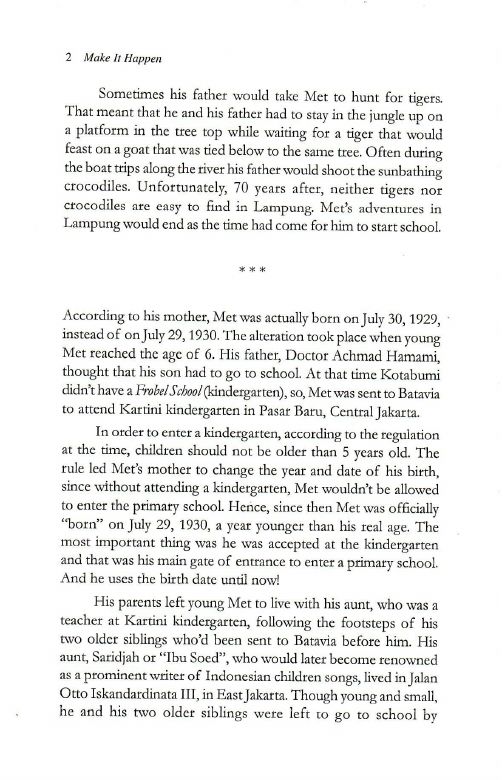 2 Make It Happen
Sometimes his father would take Met to hunt for tigers.
That meant that he and his father had to stay in the jungle up on
a platform in the tree top while waiting for a tiger that would
feast on a goat that was tied below to the same tree. Often during
the boat trips along the river his father would shoot the sunbathing
crocodiles. Unfortunately, 70 years after, neither tigers nor
crocodiles are easy to find in Lampung. Met's adventures in
Lampung would end as the time had come for him to start school.
***
According to his mother, Met was actually born on July 30, 1929,
instead of on July 29, 1930. The alteration took place when young
Met reached the age of 6. His father, Doctor Achmad Hamami,
thought that his son had to go to school. At that time Kotabumi
didn't have a Frobel School (kindergarten), so, Met was sent to Batavia
to attend Kartini kindergarten in Pasar Baru, Central Jakarta.
In order to enter a kindergarten, according to the regulation
at the time, children should not be older than 5 years old. The
rule led Met's mother to change the year and date of his birth,
since without attending a kindergarten, Met wouldn't be allowed
to enter the primary school. Hence, since then Met was officially
"born" on July 29, 1930, a year younger than his real age. The
most important thing was he was accepted at the kindergarten
and that was his main gate of entrance to enter a primary school.
And he uses the birth date until now!
His parents left young Met to live with his aunt, who was a
teacher at Kartini kindergarten, following the footsteps of his
two older siblings who'd been sent to Batavia before him. His
aunt, Saridjah or "Ibu Soed", who would later become renowned
as a prominent writer of Indonesian children songs, lived in Jalan
Otto Iskandardinata III, in East Jakarta. Though young and small,
he and his two older siblings were left to go to school by